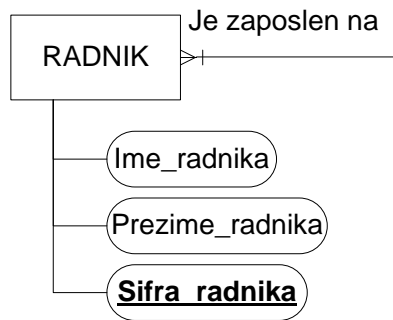 Je zaposlen na
RADNIK
Ime_radnika
Prezime_radnika
Sifra_radnika